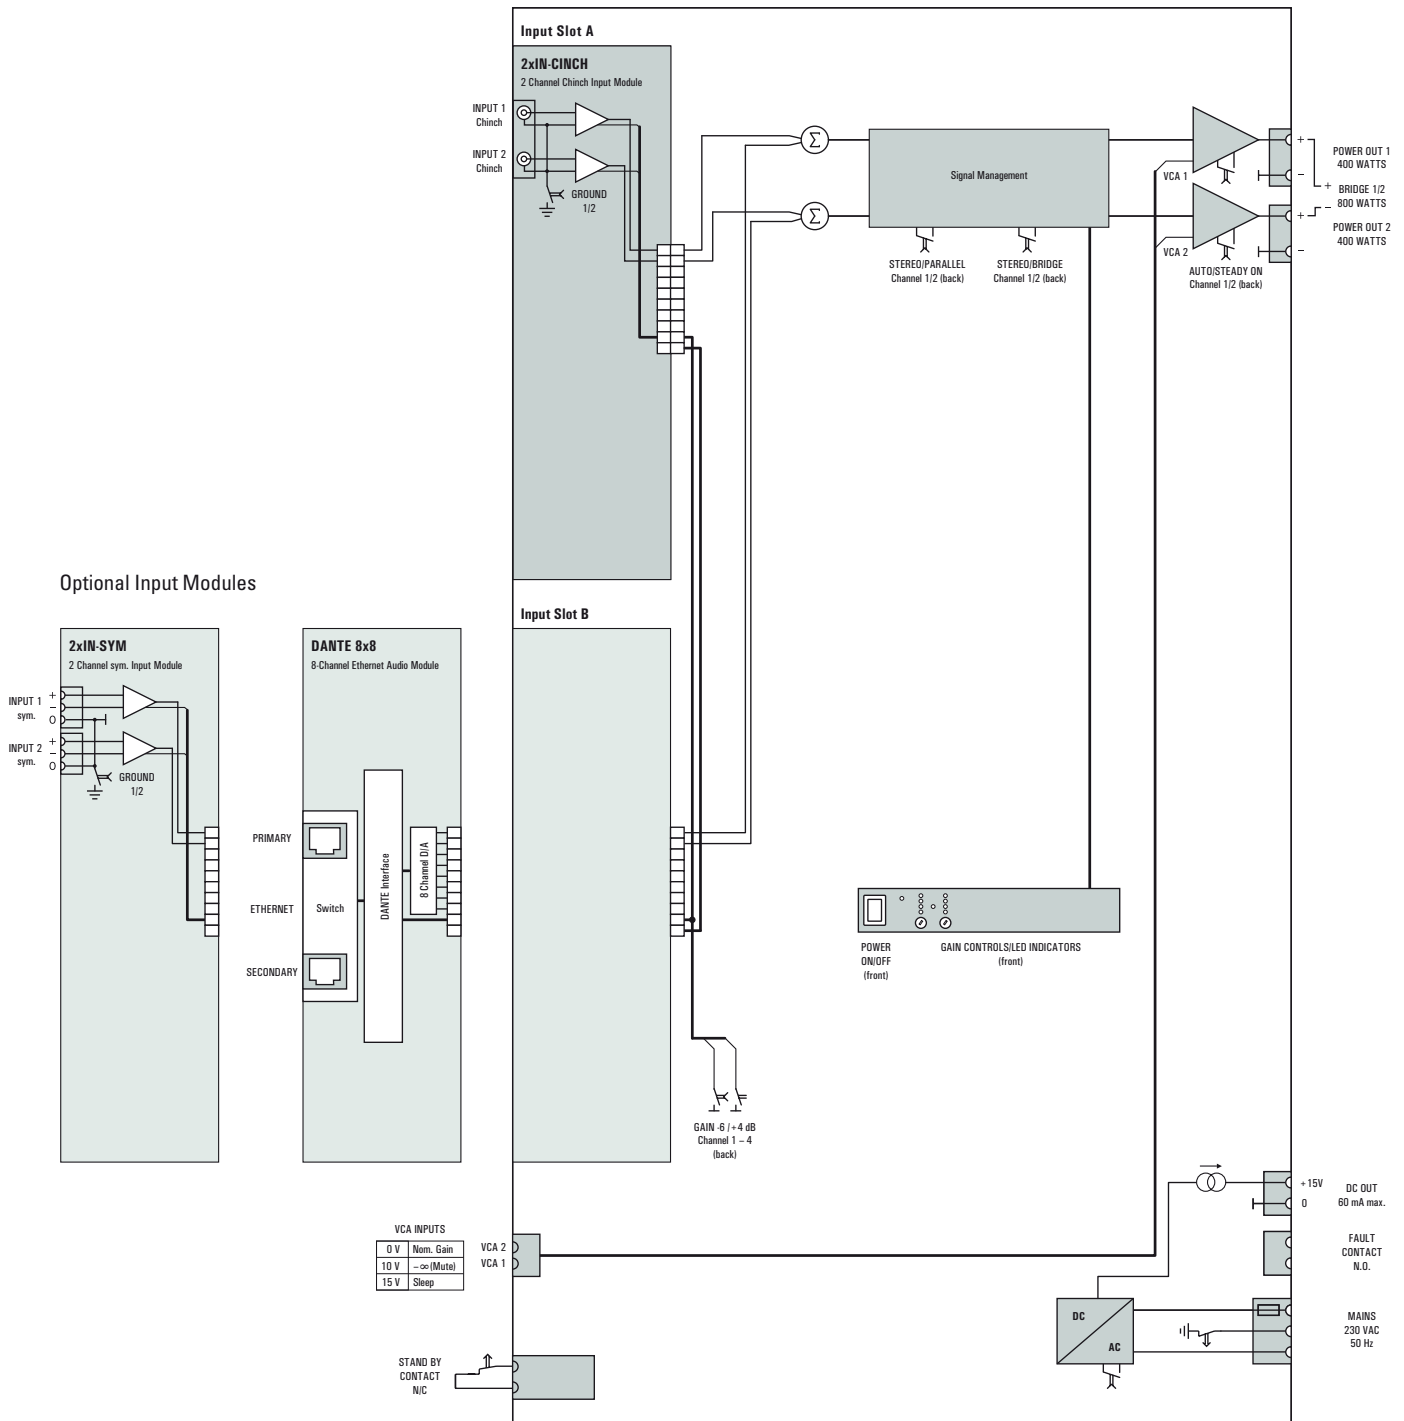 Input Slot A
2xIN-CINCH
2 Channel Chinch Input Module
INPUT 1
Chinch
INPUT 2
Chinch
GROUND
1/2
Σ
Σ
Signal Management
STEREO/PARALLEL
Channel 1/2 (back)
STEREO/BRIDGE
Channel 1/2 (back)
VCA 1
VCA 2
AUTO/STEADY ON
Channel 1/2 (back)
+
−
+
−
POWER OUT 1
400 WATTS
+ BRIDGE 1/2
− 800 WATTS
POWER OUT 2
400 WATTS
Optional Input Modules
2xIN-SYM
2 Channel sym. Input Module
INPUT 1
sym.
+
−
0
INPUT 2
sym.
+
−
0
GROUND
1/2
DANTE 8x8
8-Channel Ethernet Audio Module
PRIMARY
ETHERNET
SECONDARY
Switch
DANTE Interface
8 Channel D/A
Input Slot B
POWER
ON/OFF
(front)
GAIN CONTROLS/LED INDICATORS
(front)
GAIN -6 /+4 dB
Channel 1 – 4
(back)
VCA INPUTS
0 V Nom. Gain
10 V −∞(Mute)
15 V Sleep
VCA 2
VCA 1
STAND BY
CONTACT
N/C
+15V
0
DC OUT
60 mA max.
FAULT
CONTACT
N.O.
DC
AC
MAINS
230 VAC
50 Hz